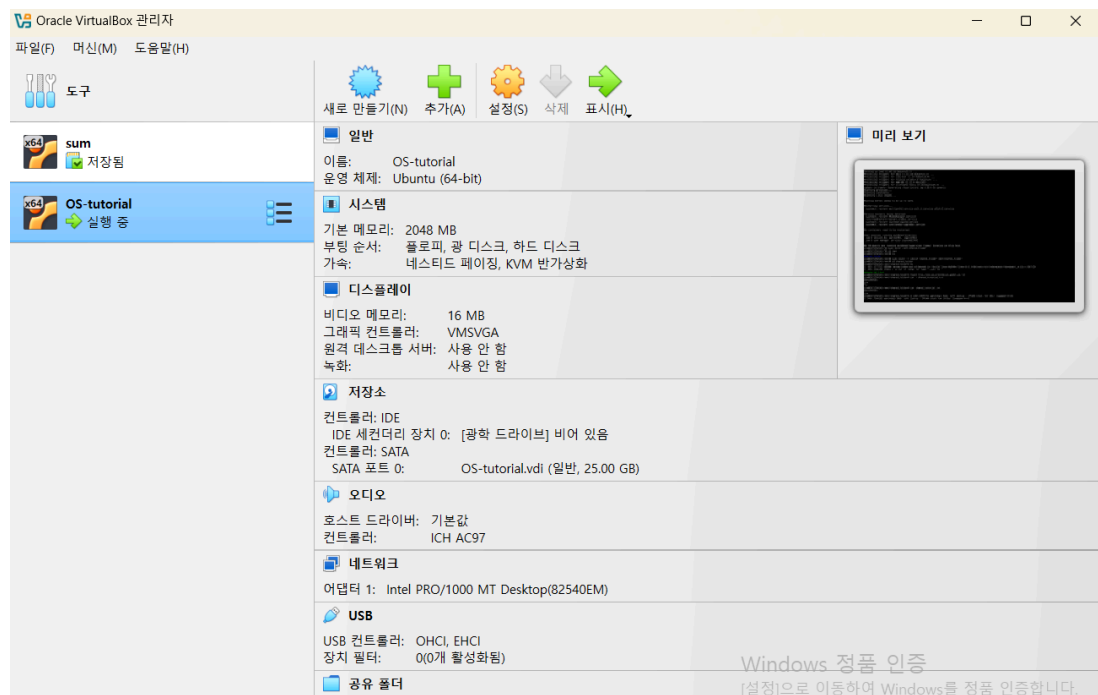 Oracle VirtualBox 관리자
파일(F) 머신(M) 도움말(H)
도구
새로 만들기(N) 추가(A) 설정(S) 삭제 표시(H)
x64 sum
저장됨
x64 OS-tutorial
실행 중
일반
이름: OS-tutorial
운영 체제: Ubuntu (64-bit)
시스템
기본 메모리: 2048 MB
부팅 순서: 플로피, 광 디스크, 하드 디스크
가속: 네스티드 페이징, KVM 반가상화
디스플레이
비디오 메모리: 16 MB
그래픽 컨트롤러: VMSVGA
원격 데스크톱 서버: 사용 안 함
녹화: 사용 안 함
미리 보기
저장소
컨트롤러: IDE
IDE 세컨더리 장치 0: [광학 드라이브] 비어 있음
컨트롤러: SATA
SATA 포트 0: OS-tutorial.vdi (일반, 25.00 GB)
오디오
호스트 드라이버: 기본값
컨트롤러: ICH AC97
네트워크
어댑터 1: Intel PRO/1000 MT Desktop(82540EM)
USB
USB 컨트롤러: OHCI, EHCI
장치 필터: 0(0개 활성화됨)
공유 폴더
Windows 정품 인증
[설정]으로 이동하여 Windows를 정품 인증합니다.